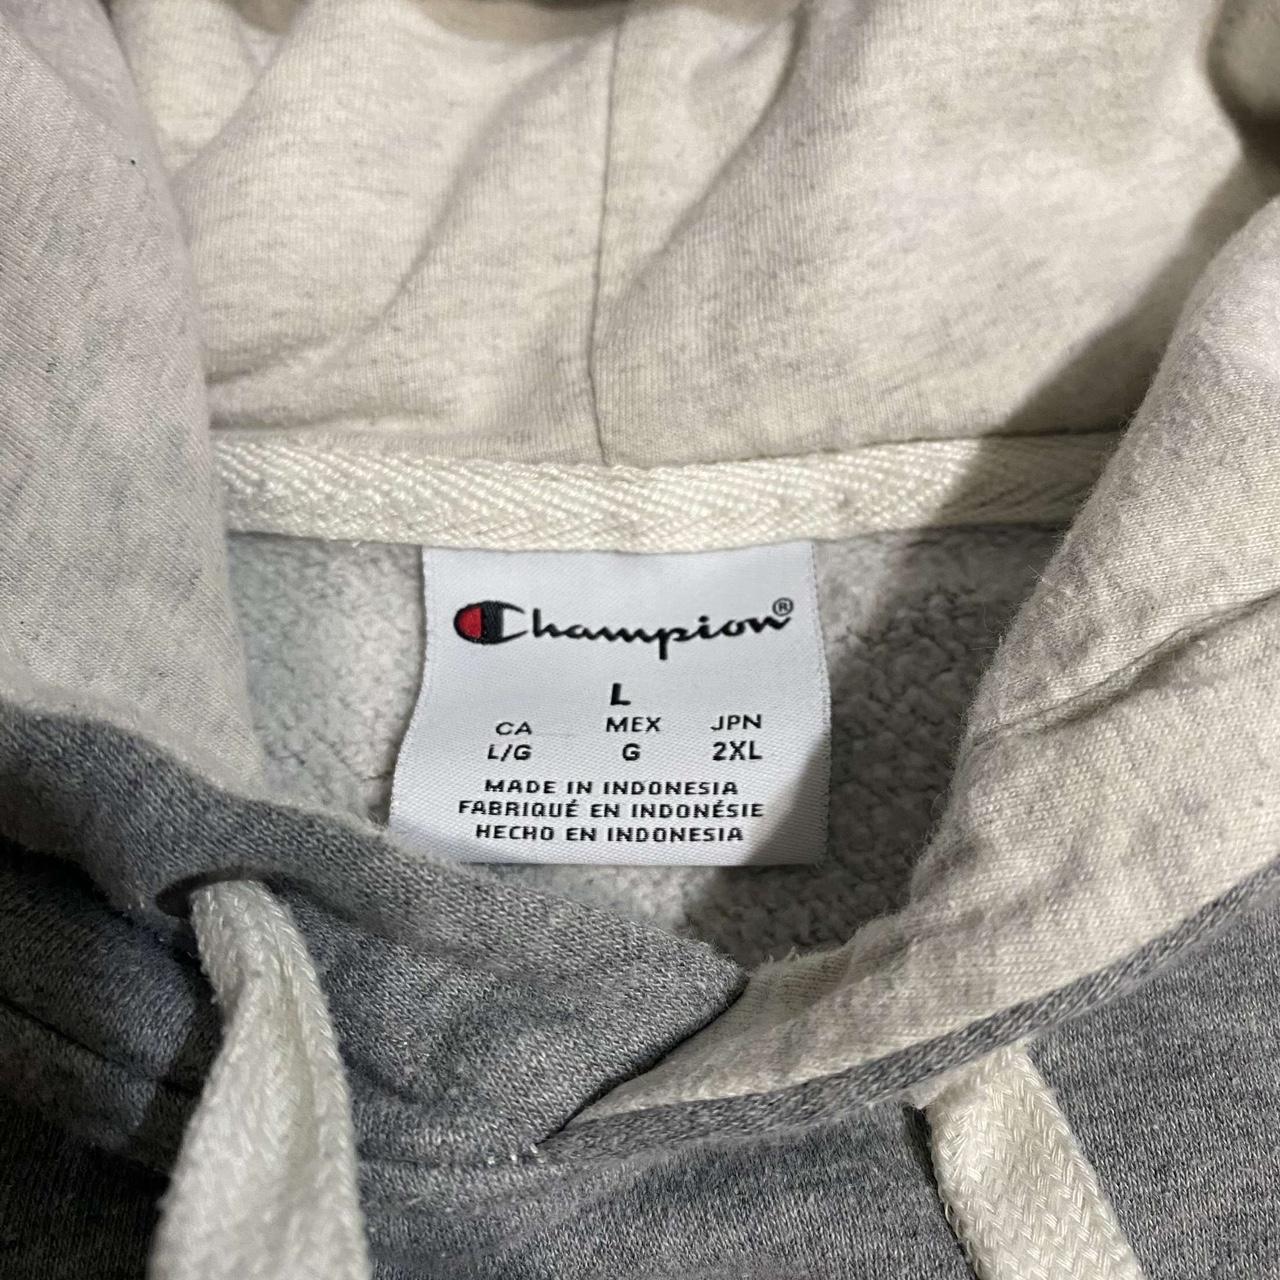 Champion®
L
CA MEX JPN
L/G G 2XL
MADE IN INDONESIA
FABRIQUÉ EN INDONÉSIE
HECHO EN INDONESIA